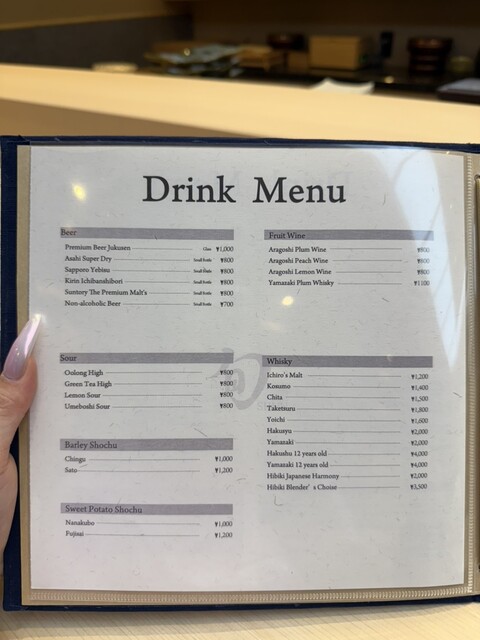 Drink Menu
Beer
Premium Beer Jukusen Glass ¥1,000
Asahi Super Dry Small Bottle ¥800
Sapporo Yebisu Small Bottle ¥800
Kirin Ichibanshibori Small Bottle ¥800
Suntory The Premium Malt's Small Bottle ¥800
Non-alcoholic Beer Small Bottle ¥700
Sour
Oolong High ¥800
Green Tea High ¥800
Lemon Sour ¥800
Umeboshi Sour ¥800
Barley Shochu
Chingu ¥1,000
Sato ¥1,200
Sweet Potato Shochu
Nanakubo ¥1,000
Fujisai ¥1,200
Fruit Wine
Aragoshi Plum Wine ¥800
Aragoshi Peach Wine ¥800
Aragoshi Lemon Wine ¥800
Yamazaki Plum Whisky ¥1100
Whisky
Ichiro's Malt ¥1,200
Kosumo ¥1,400
Chita ¥1,500
Taketsuru ¥1,800
Yoichi ¥1,600
Hakusyu ¥2,000
Yamazaki ¥2,000
Hakushu 12 years old ¥4,000
Yamazaki 12 years old ¥4,000
Hibiki Japanese Harmony ¥2,000
Hibiki Blender's Choise ¥3,500